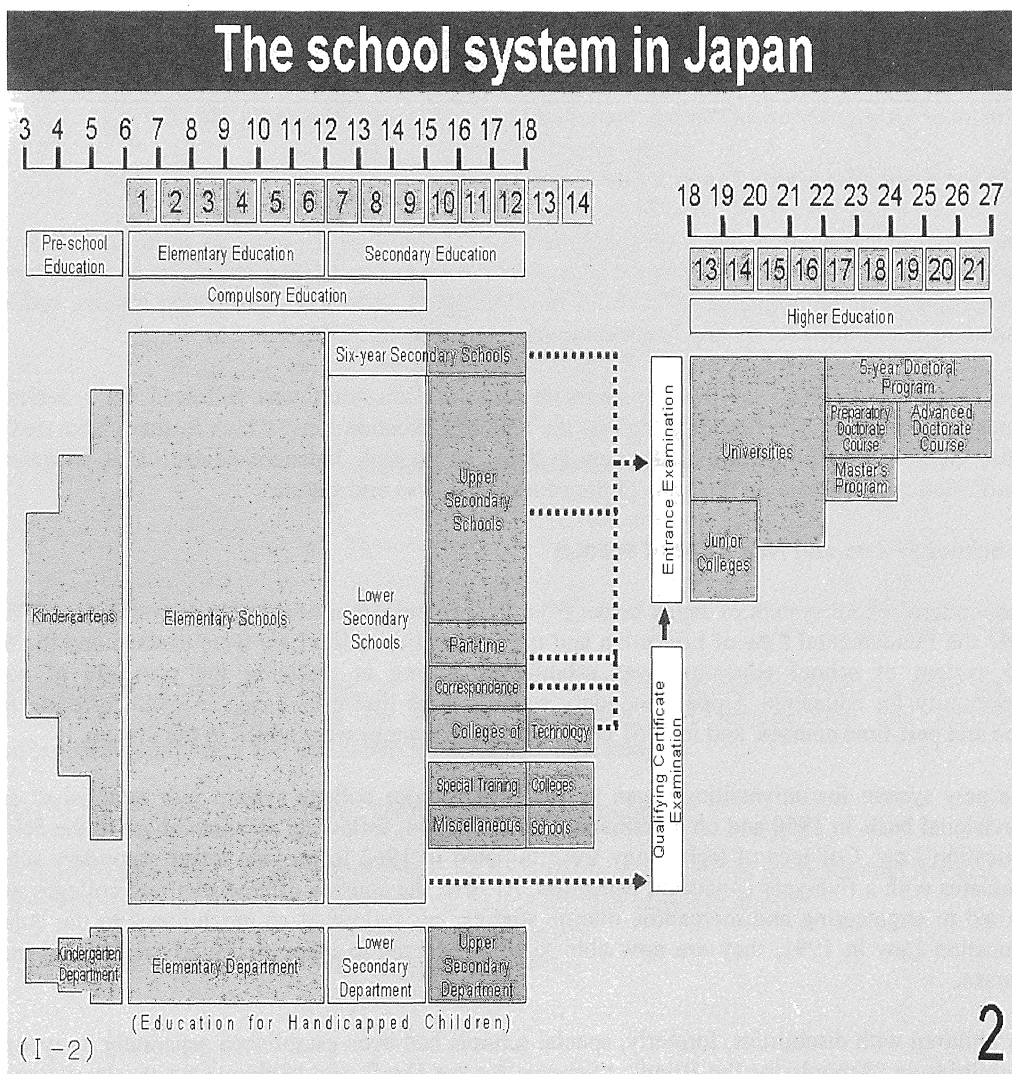 The school system in Japan
3 4 5 6 7 8 9 10 11 12 13 14 15 16 17 18
1 2 3 4 5 6 7 8 9 10 11 12 13 14
18 19 20 21 22 23 24 26 27
13 14 15 16 17 18 19 20 21
Pre-school
Education
Elementary Education
Secondary Education
Compulsory Education
Higher Education
Six-year Secondary Schools
Kindergartens
Elementary Schools
Lower
Secondary
Schools
Upper
Secondary
Schools
Part-time
Correspondence
Colleges of Technology
Special Training Colleges
Miscellaneous Schools
Entrance Examination
Qualifying Certificate
Examination
Universities
Junior
Colleges
5-year Doctoral
Program
Preparatory
Doctorate
Course
Advanced
Doctorate
Course
Master's
Program
Kindergarten
Department
Elementary Department
Lower
Secondary
Department
Upper
Secondary
Department
(Education for Handicapped Children)
(I-2)
2